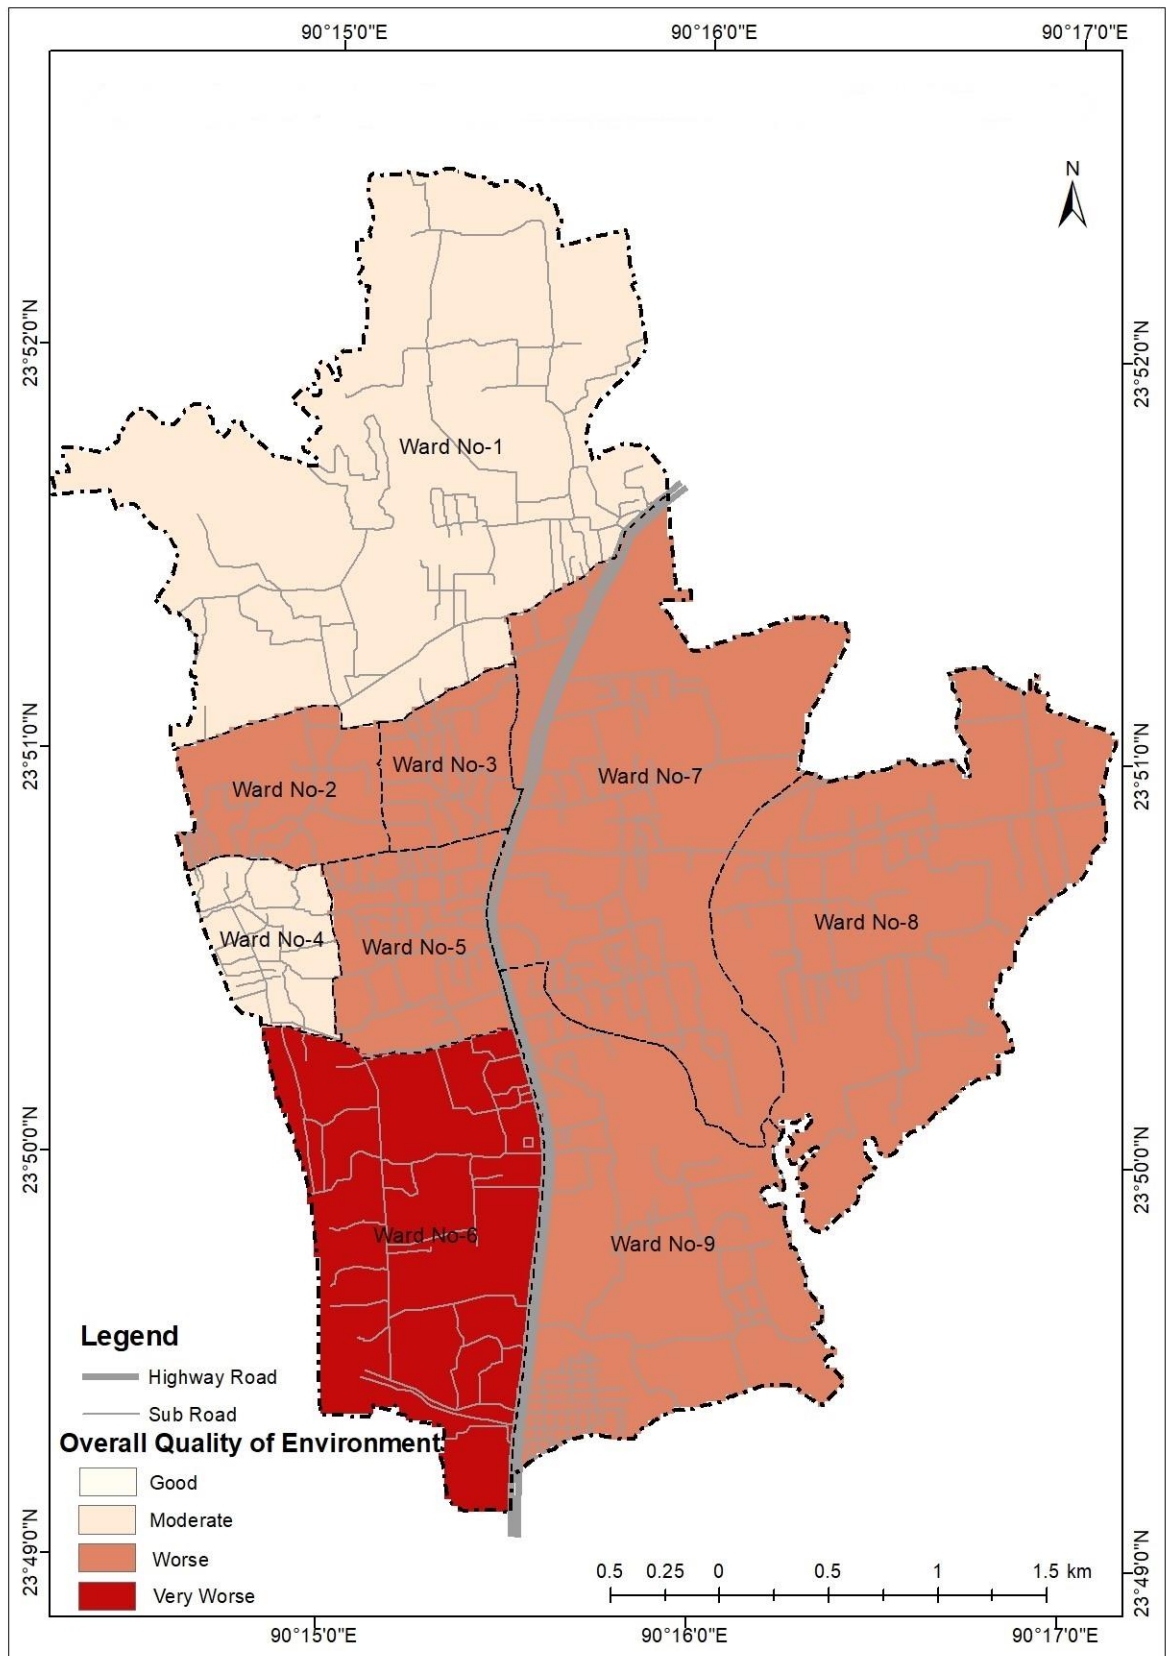 90°15'0"E 90°16'0"E 90°17'0"E
N
23°52'0"N
23°52'0"N
Ward No-1
23°51'0"N
23°51'0"N
Ward No-3
Ward No-7
Ward No-2
Ward No-8
Ward No-4
Ward No-5
23°50'0"N
23°50'0"N
Ward No-6
Ward No-9
Legend
Highway Road
Sub Road
Overall Quality of Environment
Good
Moderate
Worse
Very Worse
23°49'0"N
23°49'0"N
0.5 0.25 0 0.5 1 1.5 km
90°15'0"E 90°16'0"E 90°17'0"E